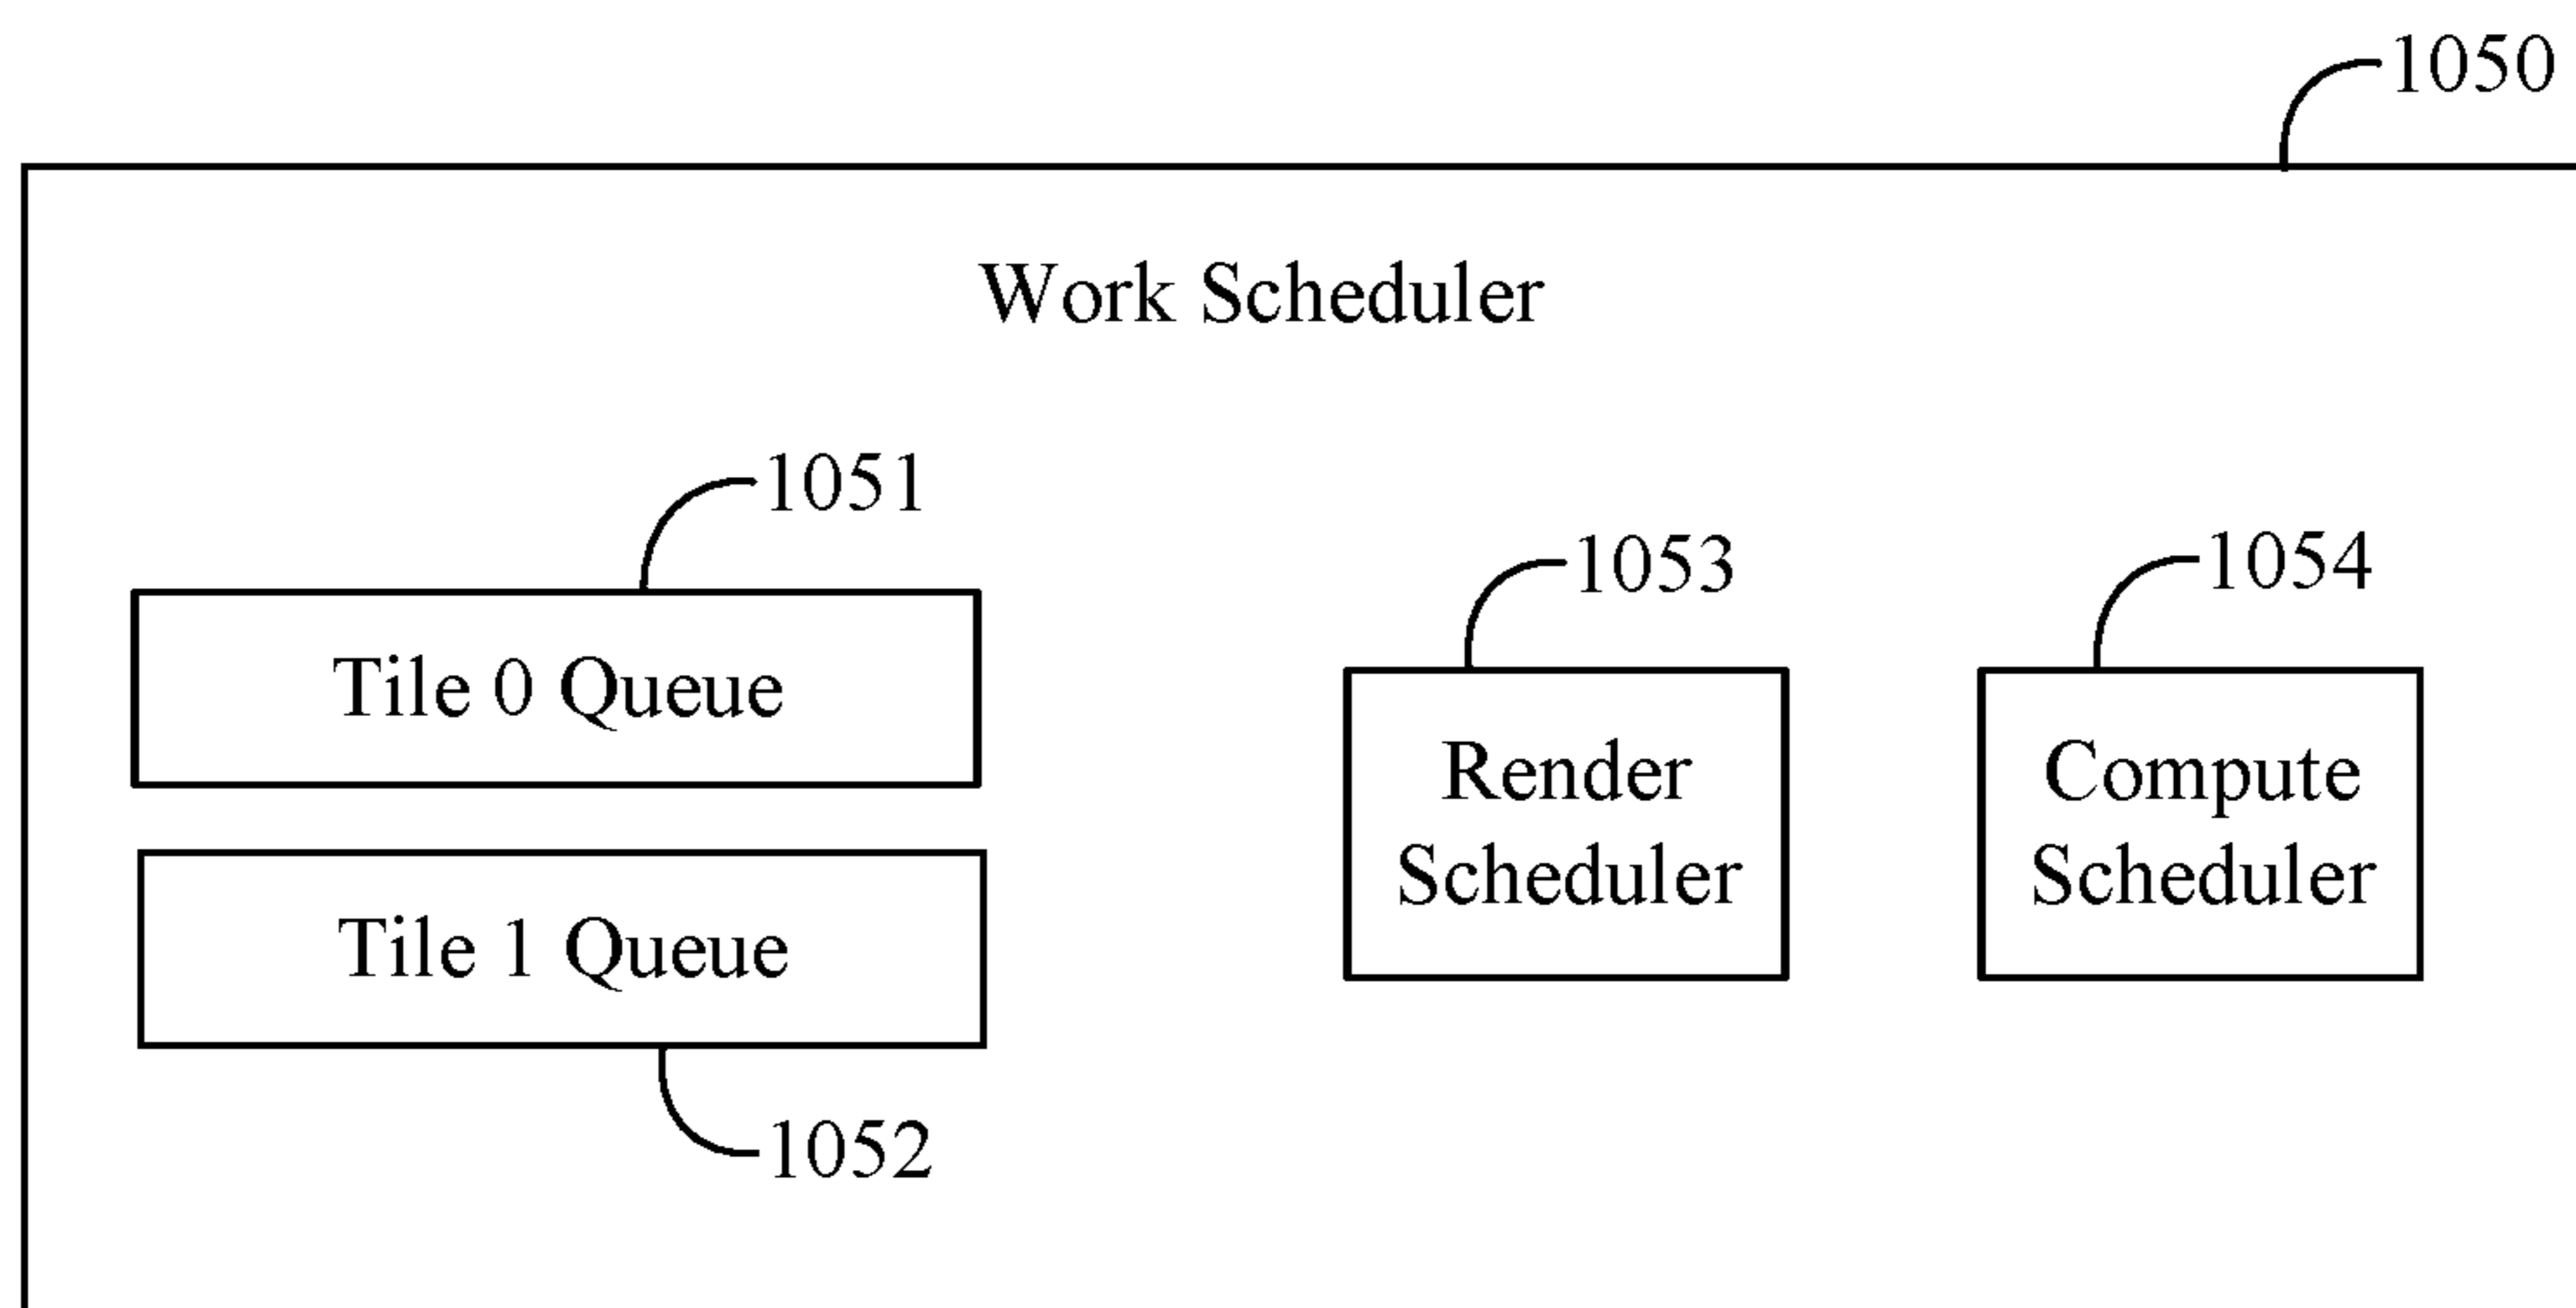 1050
Work Scheduler
1051
Tile 0 Queue
Tile 1 Queue
1052
1053
Render
Scheduler
1054
Compute
Scheduler